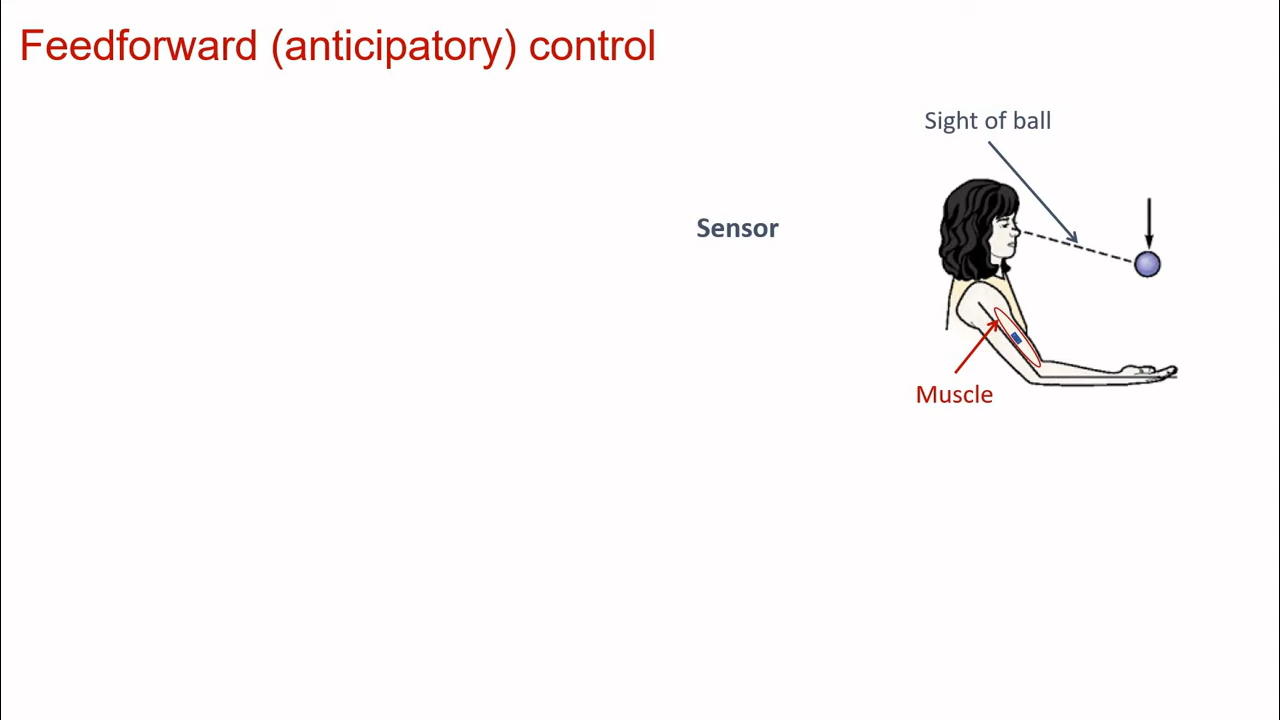 Feedforward (anticipatory) control
Sight of ball
Sensor
Muscle